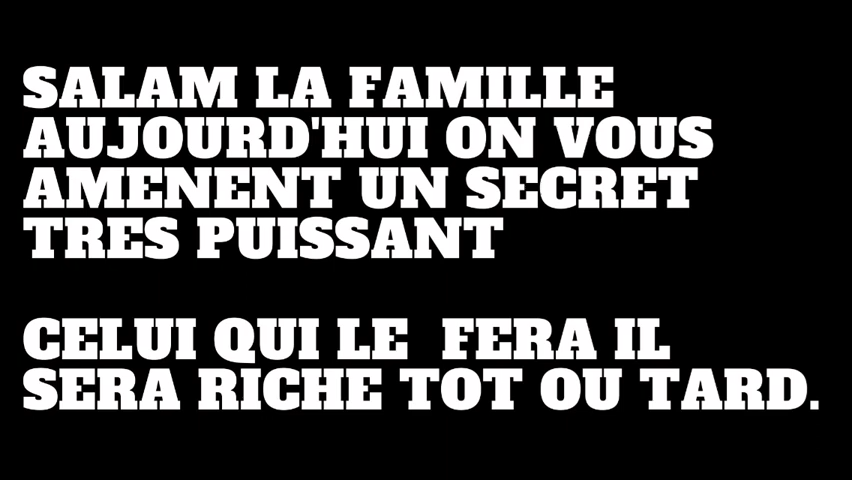 SALAM LA FAMILLE
AUJOURD'HUI ON VOUS
AMENENT UN SECRET
TRES PUISSANT
CELUI QUI LE FERA IL
SERA RICHE TOT OU TARD.